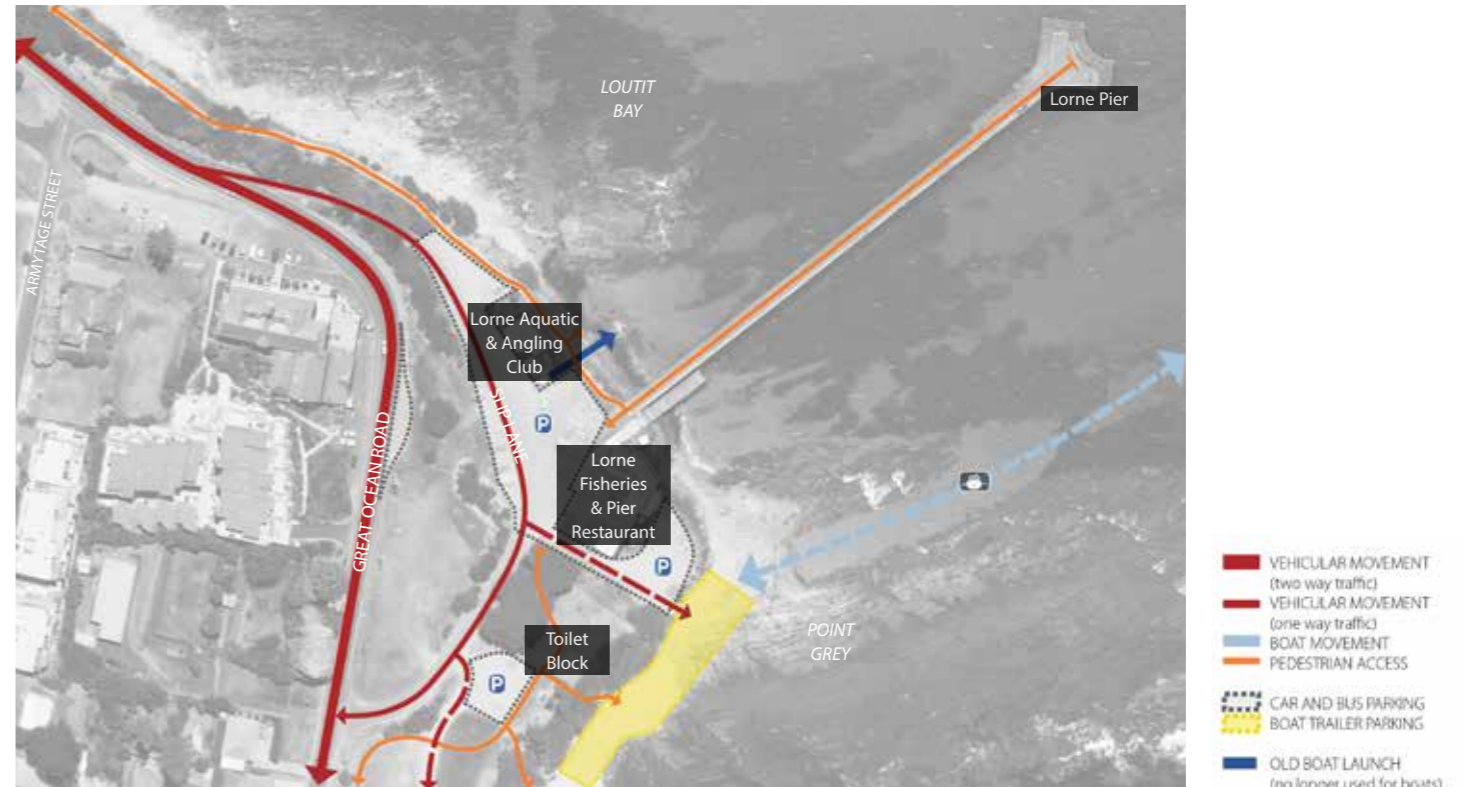 LOUTIT
BAY
Lorne Pier
ARMYTAGE STREET
Lorne Aquatic
& Angling
Club
SLIP LANE
P
GREAT OCEAN ROAD
Lorne
Fisheries
& Pier
Restaurant
P
POINT
GREY
Toilet
Block
P
VEHICULAR MOVEMENT
(two way traffic)
VEHICULAR MOVEMENT
(one way traffic)
BOAT MOVEMENT
PEDESTRIAN ACCESS
CAR AND BUS PARKING
BOAT TRAILER PARKING
OLD BOAT LAUNCH
(no longer used for boats)